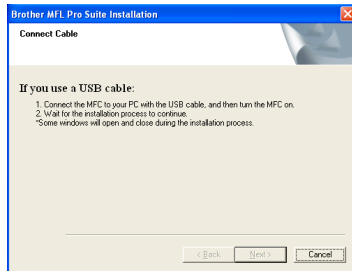 Brother MFL Pro Suite Installation
Connect Cable
If you use a USB cable:
1. Connect the MFC to your PC with the USB cable, and then turn the MFC on.
2. Wait for the installation process to continue.
*Some windows will open and close during the installation process.
< Back Next > Cancel